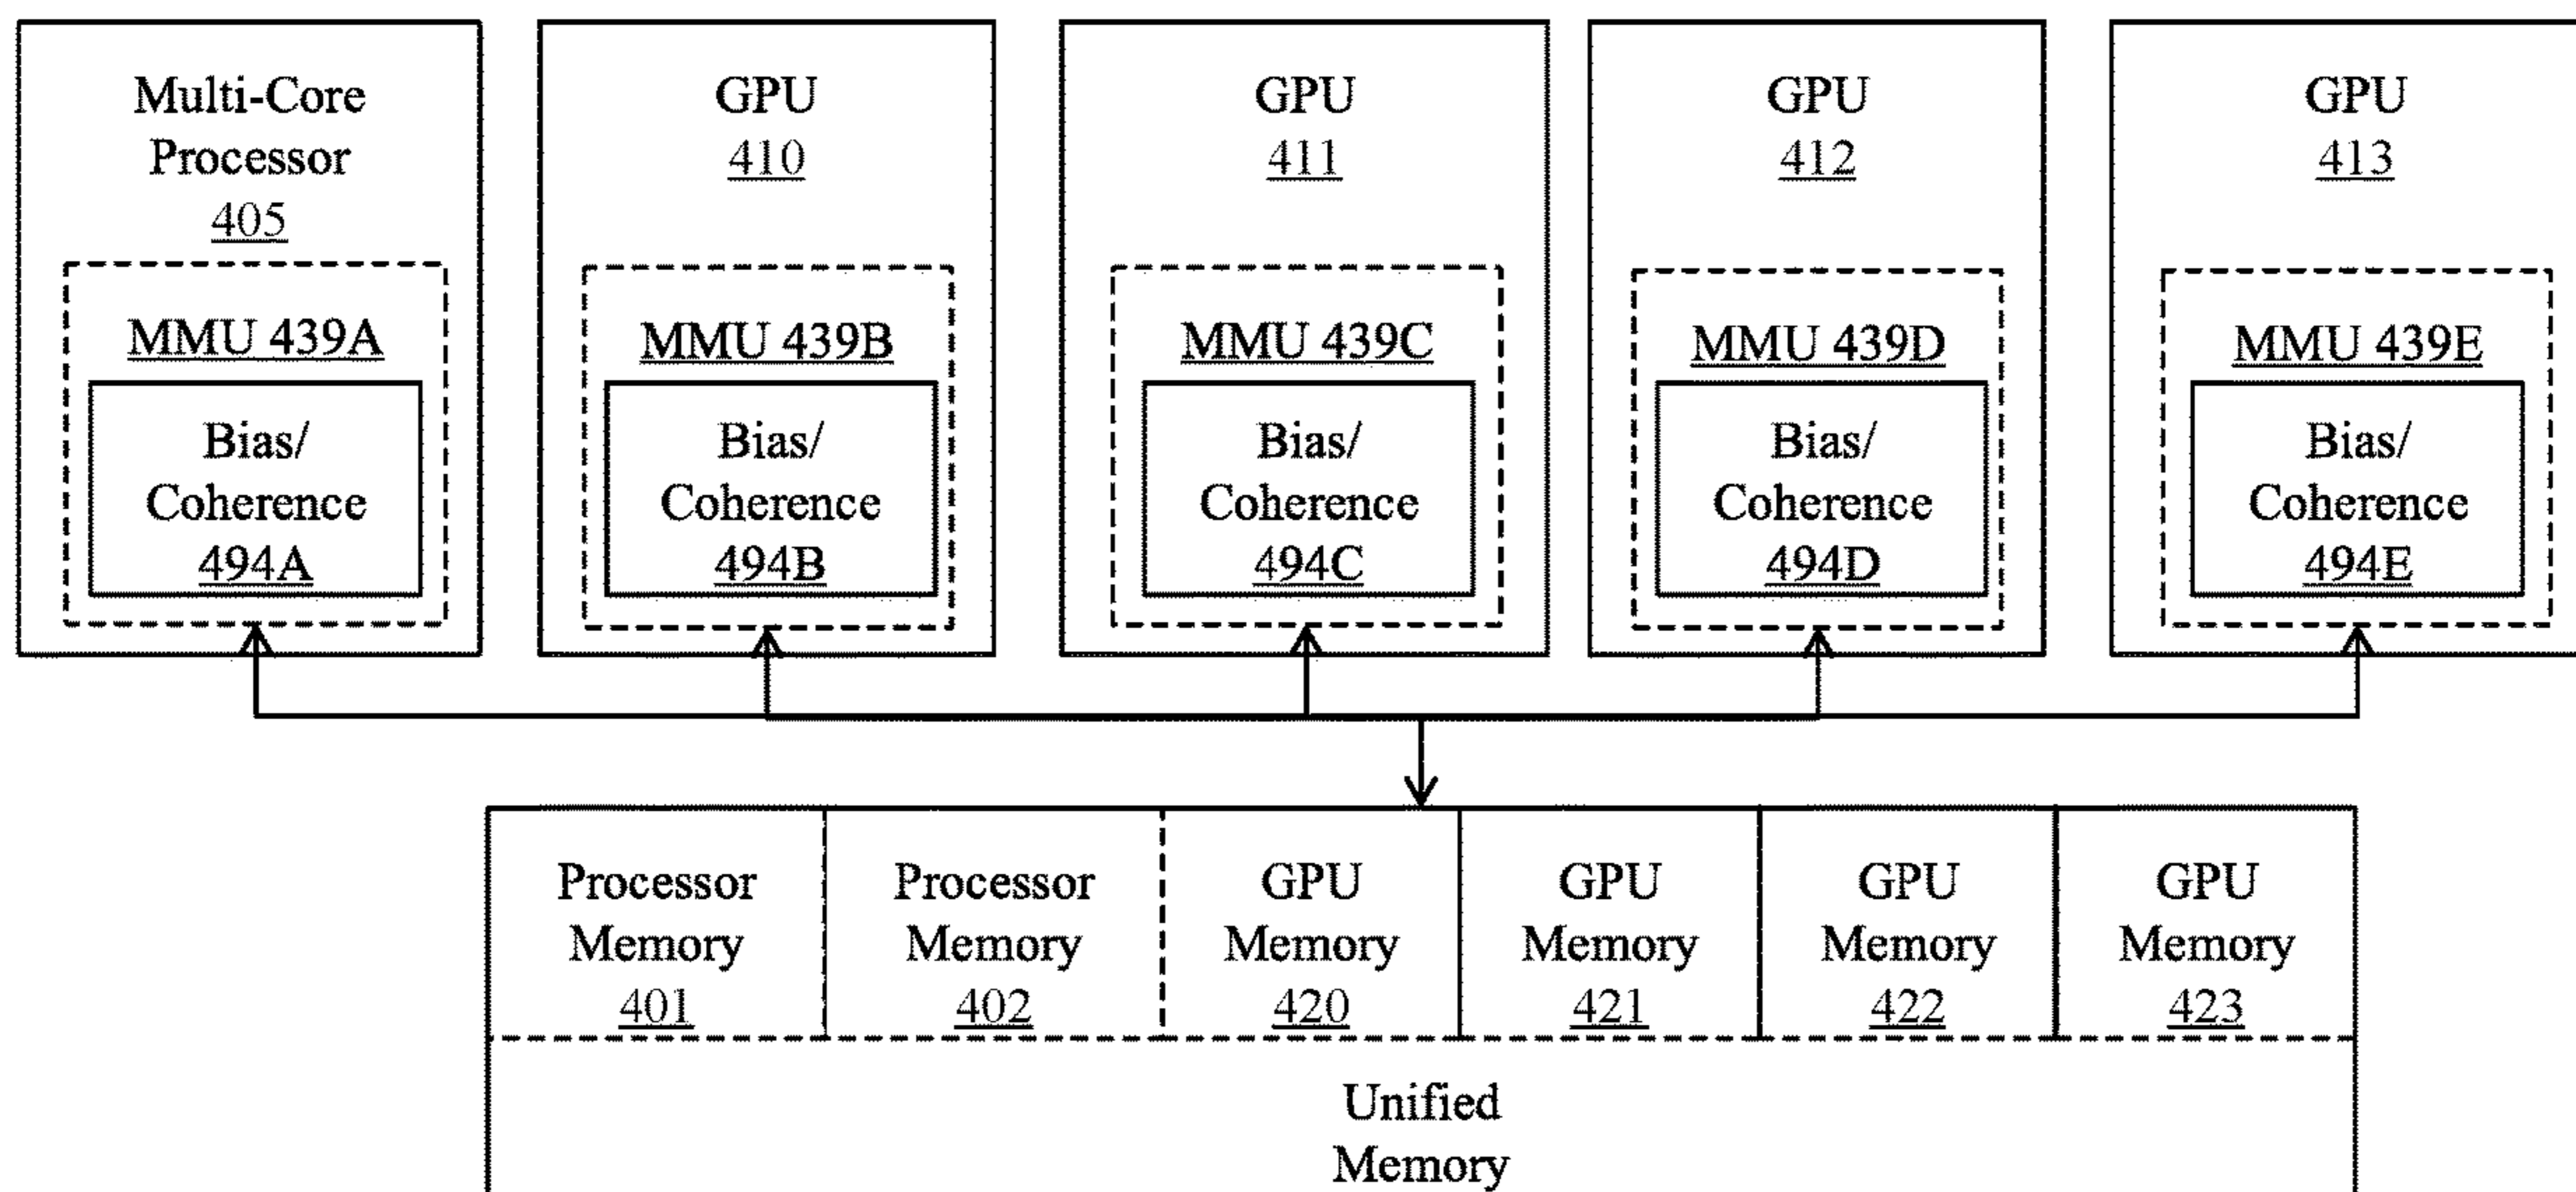 Multi-Core
Processor
405
MMU 439A
Bias/
Coherence
494A
GPU
410
MMU 439B
Bias/
Coherence
494B
GPU
411
MMU 439C
Bias/
Coherence
494C
GPU
412
MMU 439D
Bias/
Coherence
494D
GPU
413
MMU 439E
Bias/
Coherence
494E
Processor
Memory
401
Processor
Memory
402
GPU
Memory
420
GPU
Memory
421
GPU
Memory
422
GPU
Memory
423
Unified
Memory